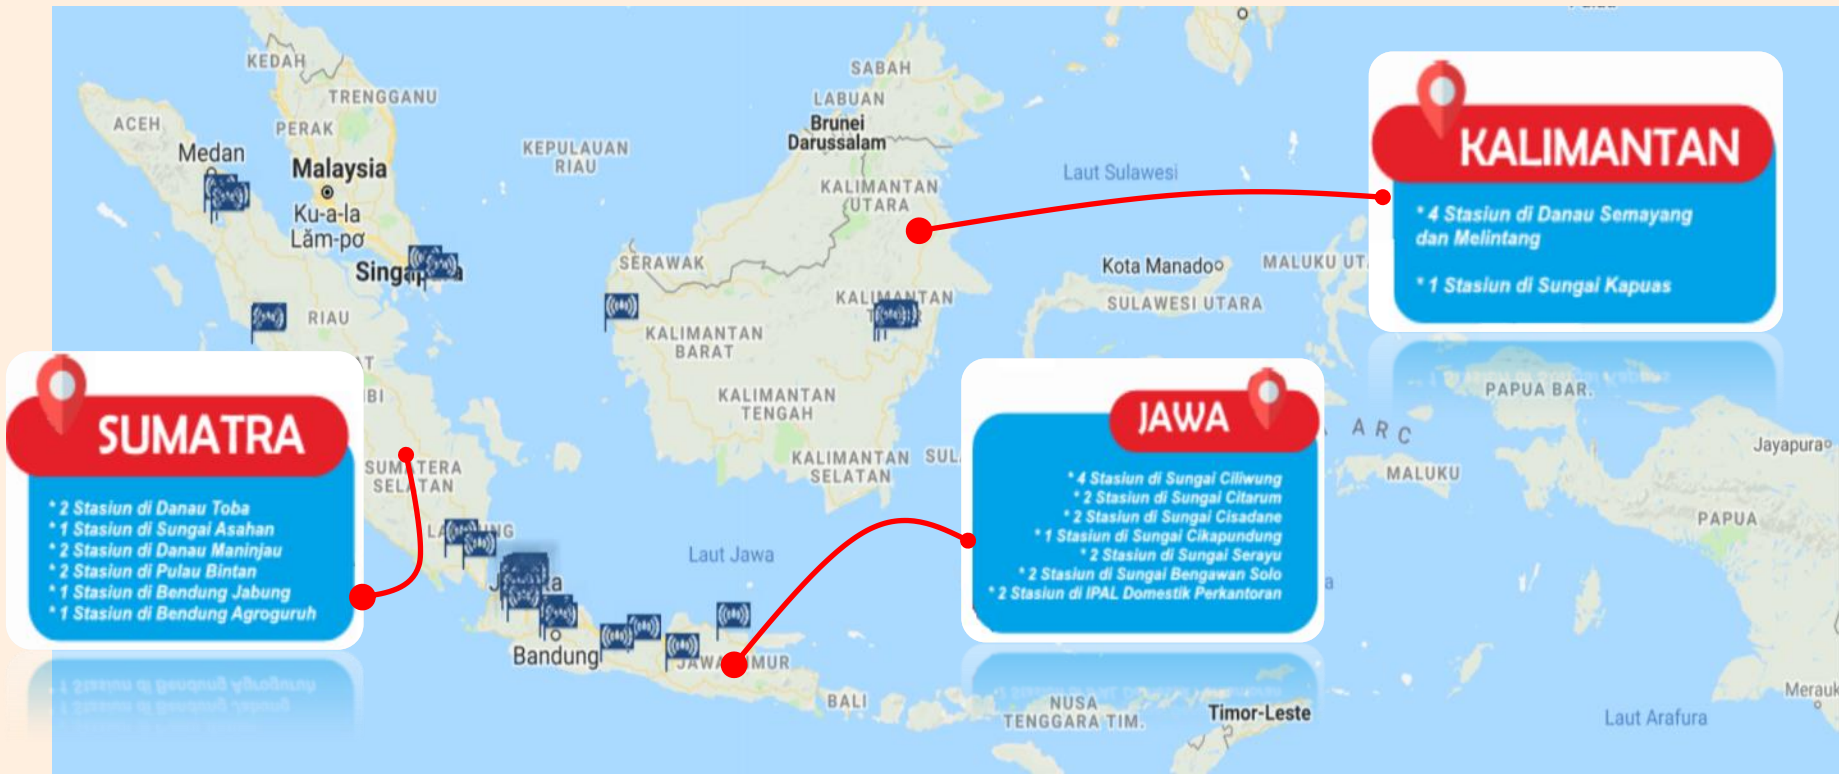 KEDAH
TRENGGANU
ACEH
PERAK
Medan
Malaysia
Ku-a-la
Lăm-pơ
KEPULAUAN
RIAU
RIAU
SABAH
LABUAN
Brunei
Darussalam
KALIMANTAN
UTARA
SERAWAK
KALIMANTAN
KALIMANTAN
BARAT
KALIMANTAN
TENGAH
KALIMANTAN
SELATAN
Laut Sulawesi
Kota Manado
SULAWESI UTARA
MALUKU UT.
KALIMANTAN
* 4 Stasiun di Danau Semayang
dan Melintang
* 1 Stasiun di Sungai Kapuas
SUMATRA
* 2 Stasiun di Danau Toba
* 1 Stasiun di Sungai Asahan
* 2 Stasiun di Danau Maninjau
* 2 Stasiun di Pulau Bintan
* 1 Stasiun di Bendung Jabung
* 1 Stasiun di Bendung Agroguruh
SUMATERA
SELATAN
Laut Jawa
Bandung
BALI
JAWA
* 4 Stasiun di Sungai Ciliwung
* 2 Stasiun di Sungai Citarum
* 2 Stasiun di Sungai Cisadane
* 1 Stasiun di Sungai Cikapundung
* 2 Stasiun di Sungai Serayu
* 2 Stasiun di Sungai Bengawan Solo
* 2 Stasiun di IPAL Domestik Perkantoran
PAPUA BAR.
ARC
MALUKU
Jayapura
PAPUA
NUSA
TENGGARA TIM.
Timor-Leste
Laut Arafura
Merauk